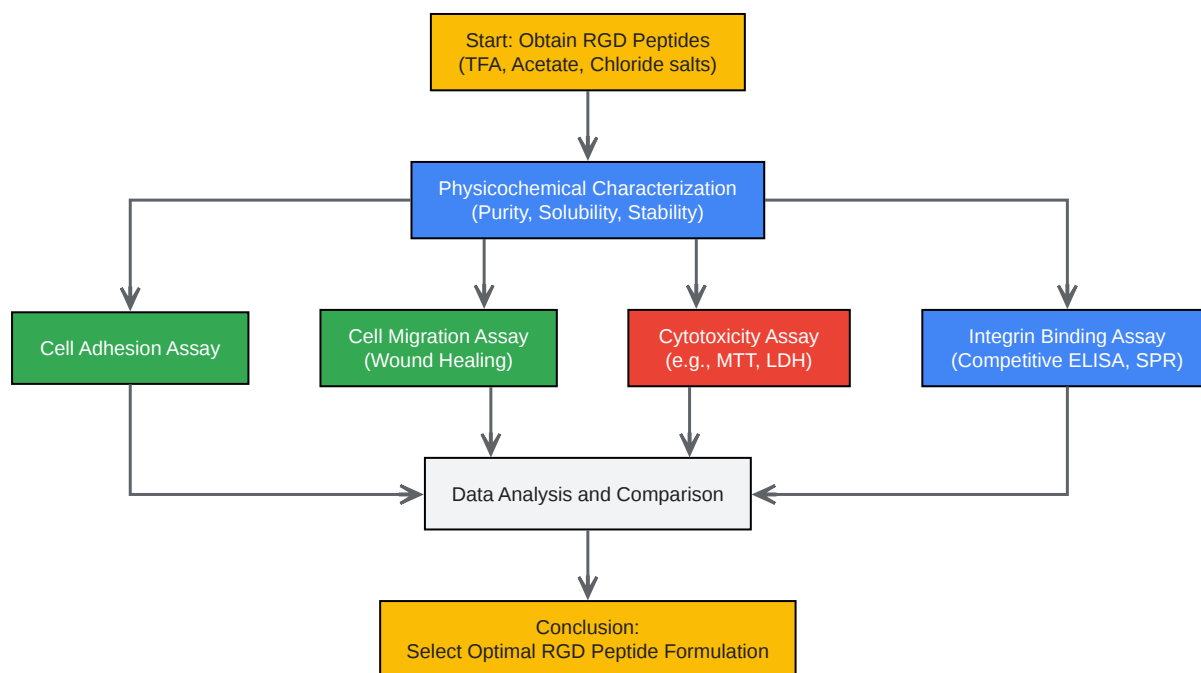 Start: Obtain RGD Peptides
(TFA, Acetate, Chloride salts)
Physicochemical Characterization
(Purity, Solubility, Stability)
Cell Adhesion Assay
Cell Migration Assay
(Wound Healing)
Cytotoxicity Assay
(e.g., MTT, LDH)
Integrin Binding Assay
(Competitive ELISA, SPR)
Data Analysis and Comparison
Conclusion:
Select Optimal RGD Peptide Formulation